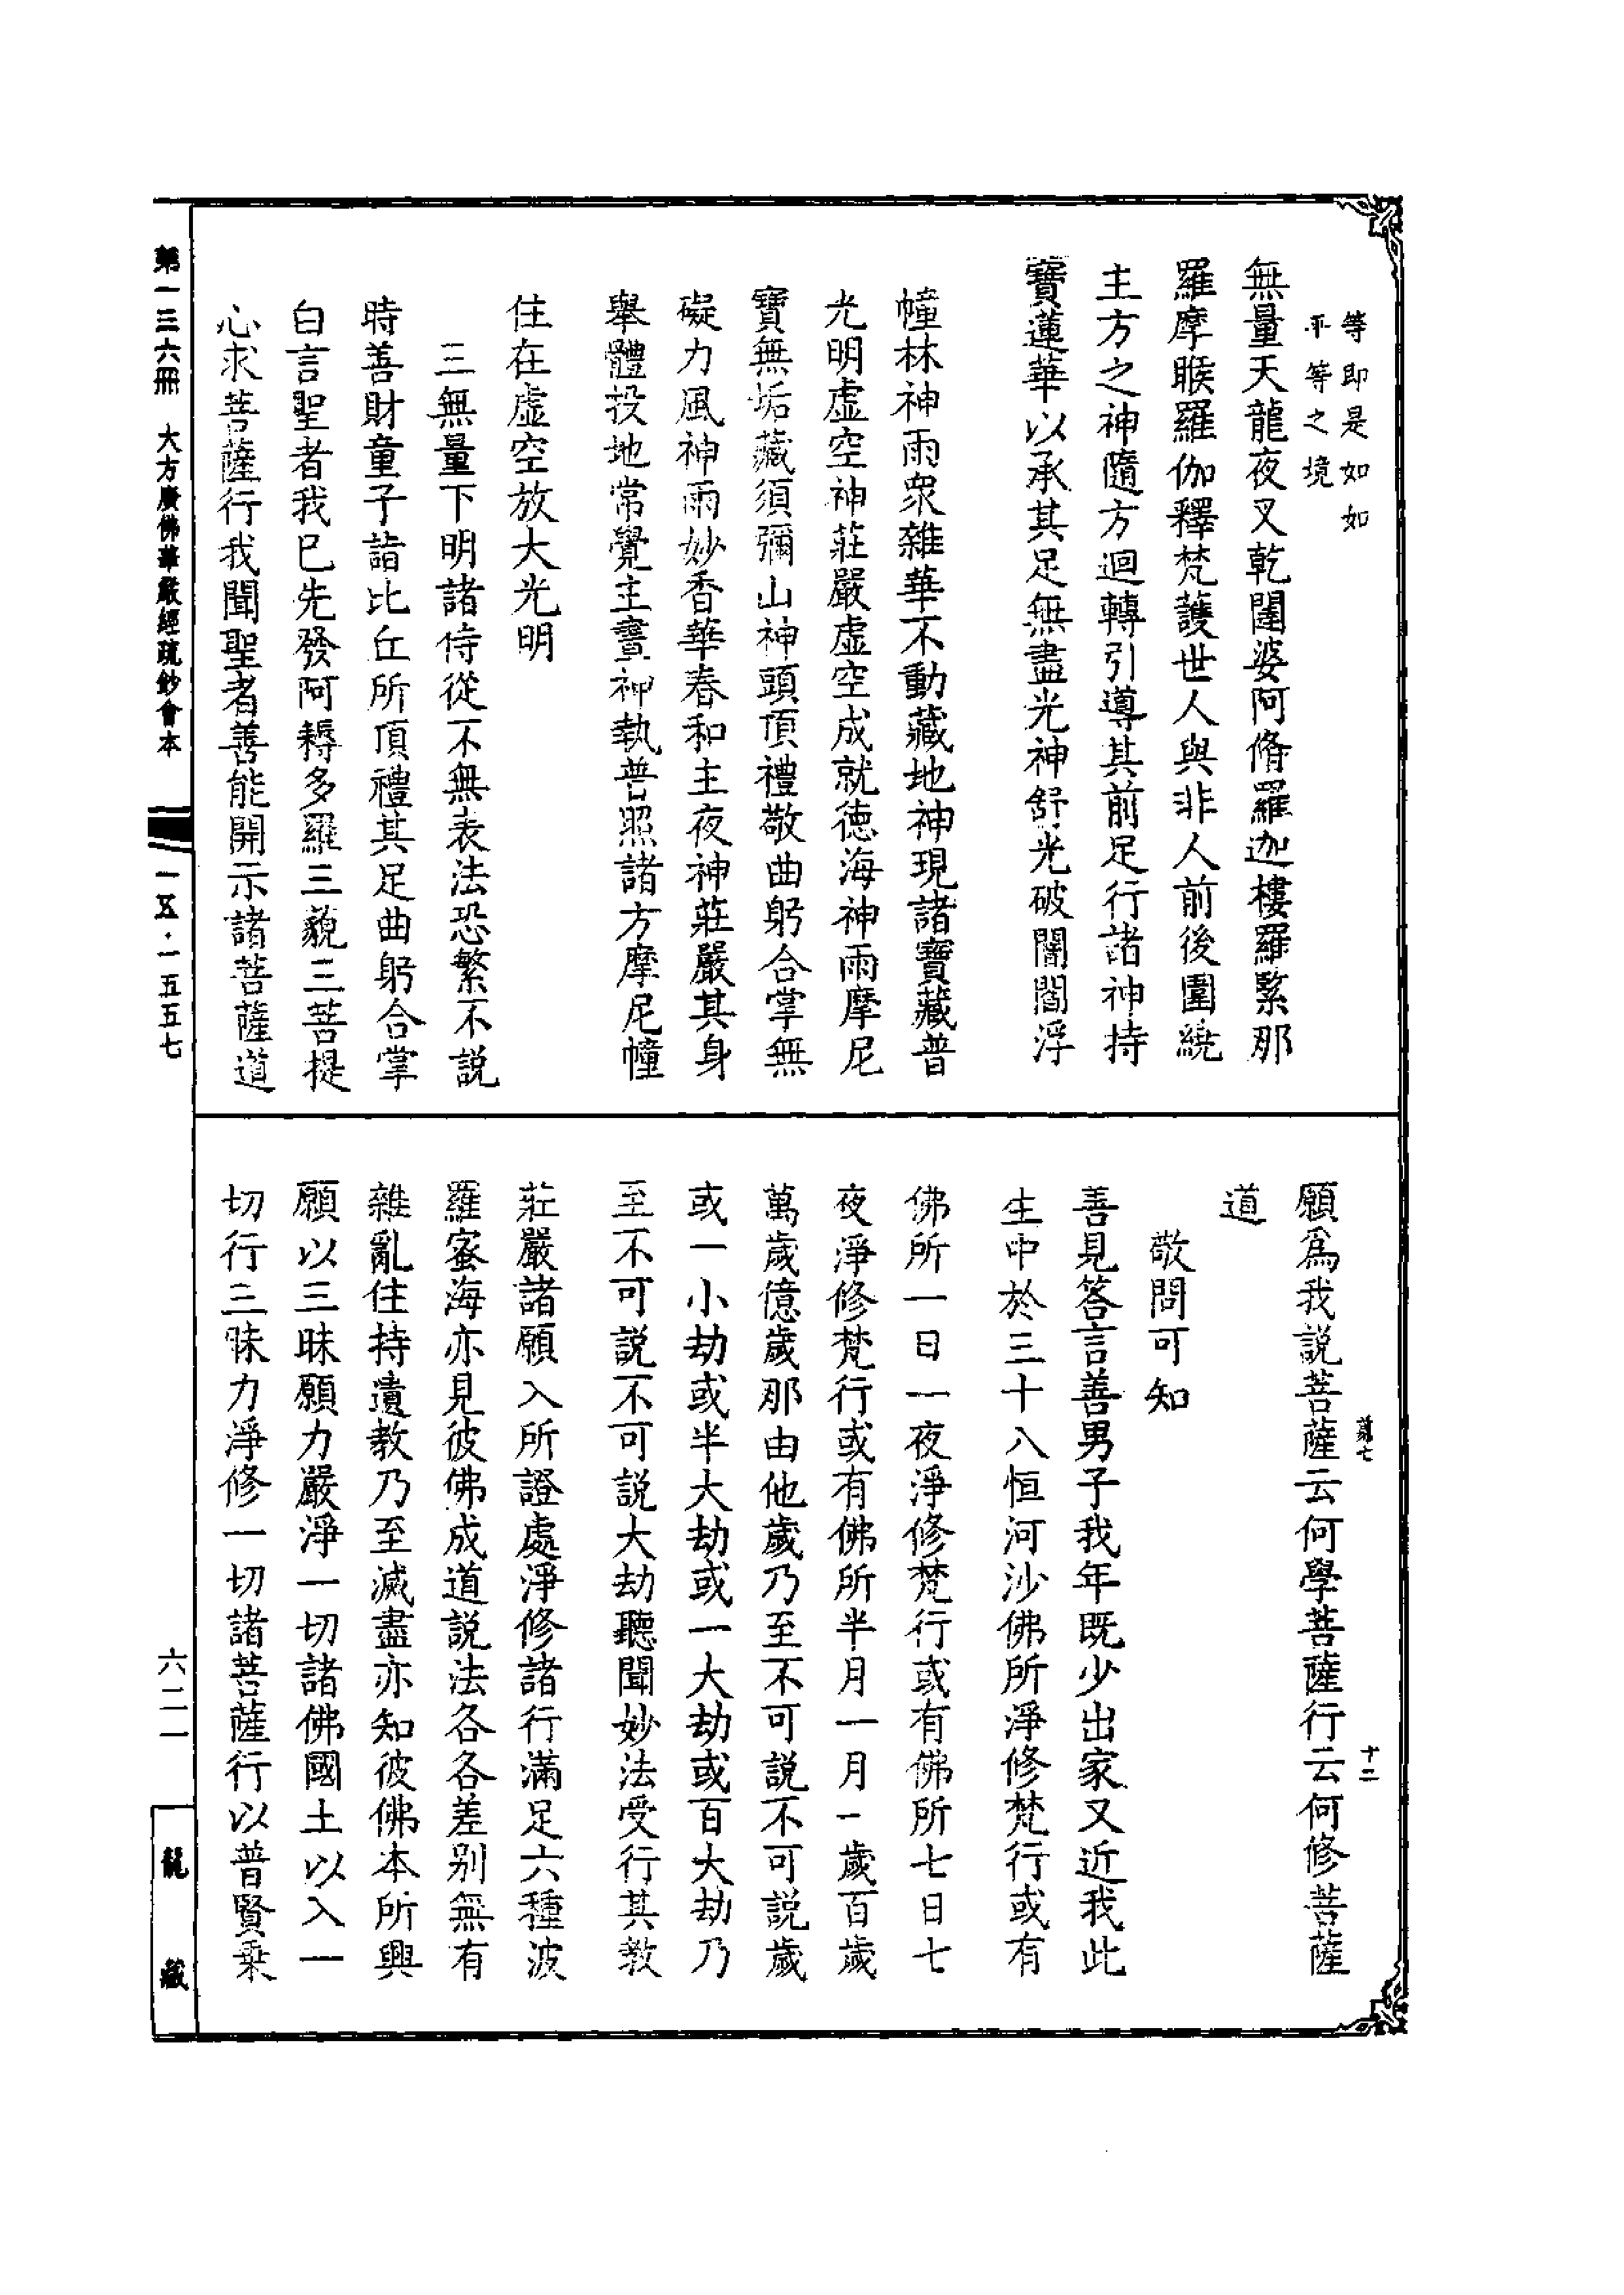 等即是如如
平等之境
無量天龍夜叉乾闥婆阿脩羅迦樓羅緊那
羅摩睺羅伽釋梵護世人與非人前後圍繞
主方之神隨方迴轉引導其前足行諸神持
寶蓮華以承其足無盡光神舒光破闇閻浮
幢林神雨眾雜華不動藏地神現諸寶藏普
光明虛空神莊嚴虛空成就德海神雨摩尼
寶無垢藏須彌山神頭頂禮敬曲躬合掌無
礙力風神雨妙香華春和主夜神莊嚴其身
舉體投地常覺主晝神執普照諸方摩尼幢
住在虛空放大光明
三無量下明諸侍從不無表法恐繁不說
時善財童子詣比丘所頂禮其足曲躬合掌
白言聖者我已先發阿耨多羅三藐三菩提
心求菩薩行我聞聖者善能開示諸菩薩道
願為我說菩薩云何學菩薩行云何修菩薩
道
敬問可知
善見答言善男子我年既少出家又近我此
生中於三十八恒河沙佛所淨修梵行或有
佛所一日一夜淨修梵行或有佛所七日七
夜淨修梵行或有佛所半月一月一歲百歲
萬歲億歲那由他歲乃至不可說不可說歲
或一小劫或半大劫或一大劫或百大劫乃
至不可說不可說大劫聽聞妙法受行其教
莊嚴諸願入所證處淨修諸行滿足六種波
羅蜜海亦見彼佛成道說法各各差別無有
雜亂住持遺教乃至滅盡亦知彼佛本所興
願以三昧願力嚴淨一切諸佛國土以入一
切行三昧力淨修一切諸菩薩行以普賢乘
七
十二
第一三六冊 大方廣佛華嚴經疏鈔會本
一五·一五五七
六二一
龍藏